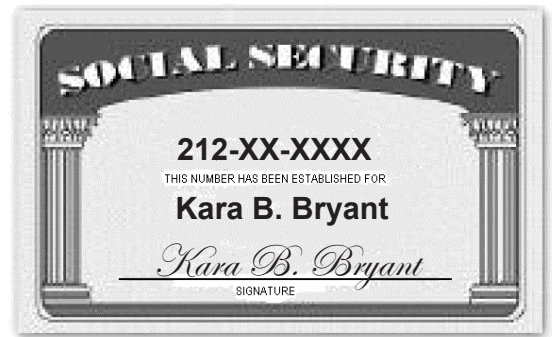 SOCIAL SECURITY
212-XX-XXXX
THIS NUMBER HAS BEEN ESTABLISHED FOR
Kara B. Bryant
Kara B. Bryant
SIGNATURE